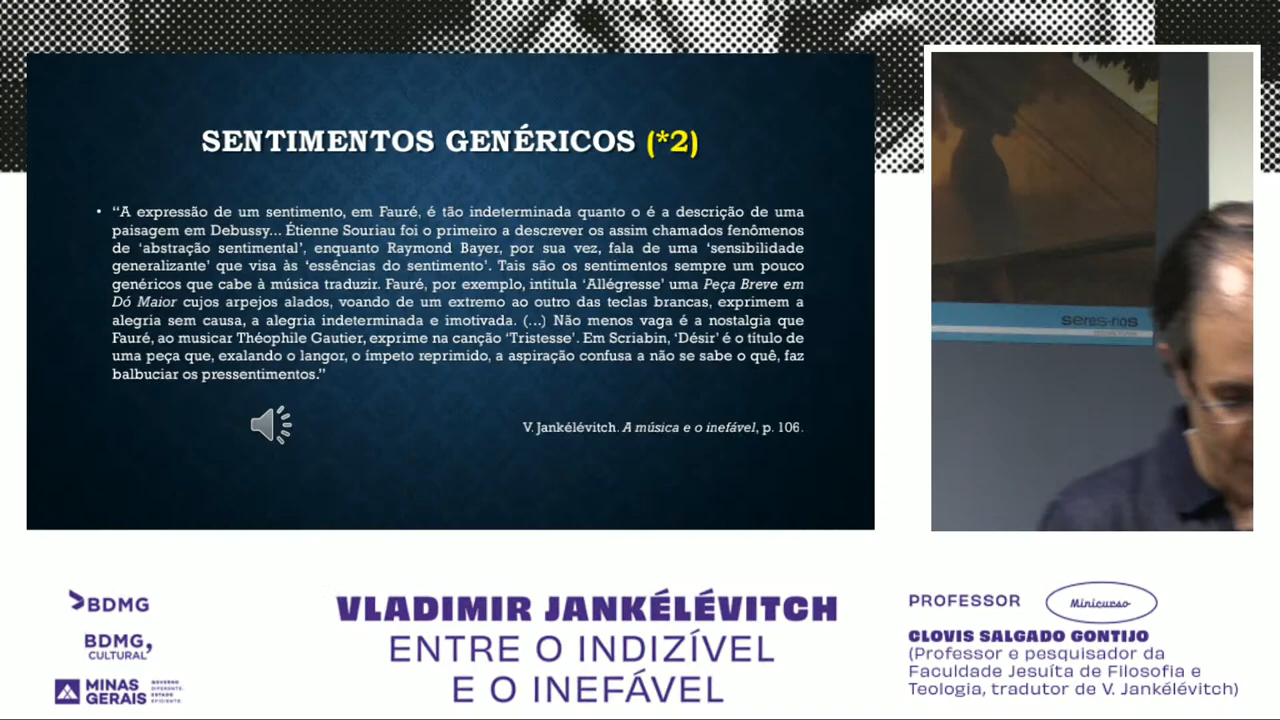 SENTIMENTOS GENÉRICOS (*2)
• “A expressão de um sentimento, em Fauré, é tão indeterminada quanto o é a descrição de uma
paisagem em Debussy... Étienne Souriau foi o primeiro a descrever os assim chamados fenômenos
de ‘abstração sentimental’, enquanto Raymond Bayer, por sua vez, fala de uma ‘sensibilidade
generalizante’ que visa às ‘essências do sentimento’. Tais são os sentimentos sempre um pouco
genéricos que cabe à música traduzir. Fauré, por exemplo, intitula ‘Allégresse’ uma Peça Breve em
Dó Maior cujos arpejos alados, voando de um extremo ao outro das teclas brancas, exprimem a
alegria sem causa, a alegria indeterminada e imotivada. (...) Não menos vaga é a nostalgia que
Fauré, ao musicar Théophile Gautier, exprime na canção ‘Tristesse’. Em Scriabin, ‘Désir’ é o título de
uma peça que, exalando o langor, o ímpeto reprimido, a aspiração confusa a não se sabe o quê, faz
balbuciar os pressentimentos.”
V. Jankélévitch. A música e o inefável, p. 106.
seres-rios
BDMG
BDMG,
CULTURAL
MINAS
GERAIS
GOVERNO
DIFERENTE.
ESTADO
EFICIENTE.
VLADIMIR JANKÉLÉVITCH
ENTRE O INDIZÍVEL
E O INEFÁVEL
PROFESSOR
Minicurso
CLOVIS SALGADO GONTIJO
(Professor e pesquisador da
Faculdade Jesuíta de Filosofia e
Teologia, tradutor de V. Jankélévitch)